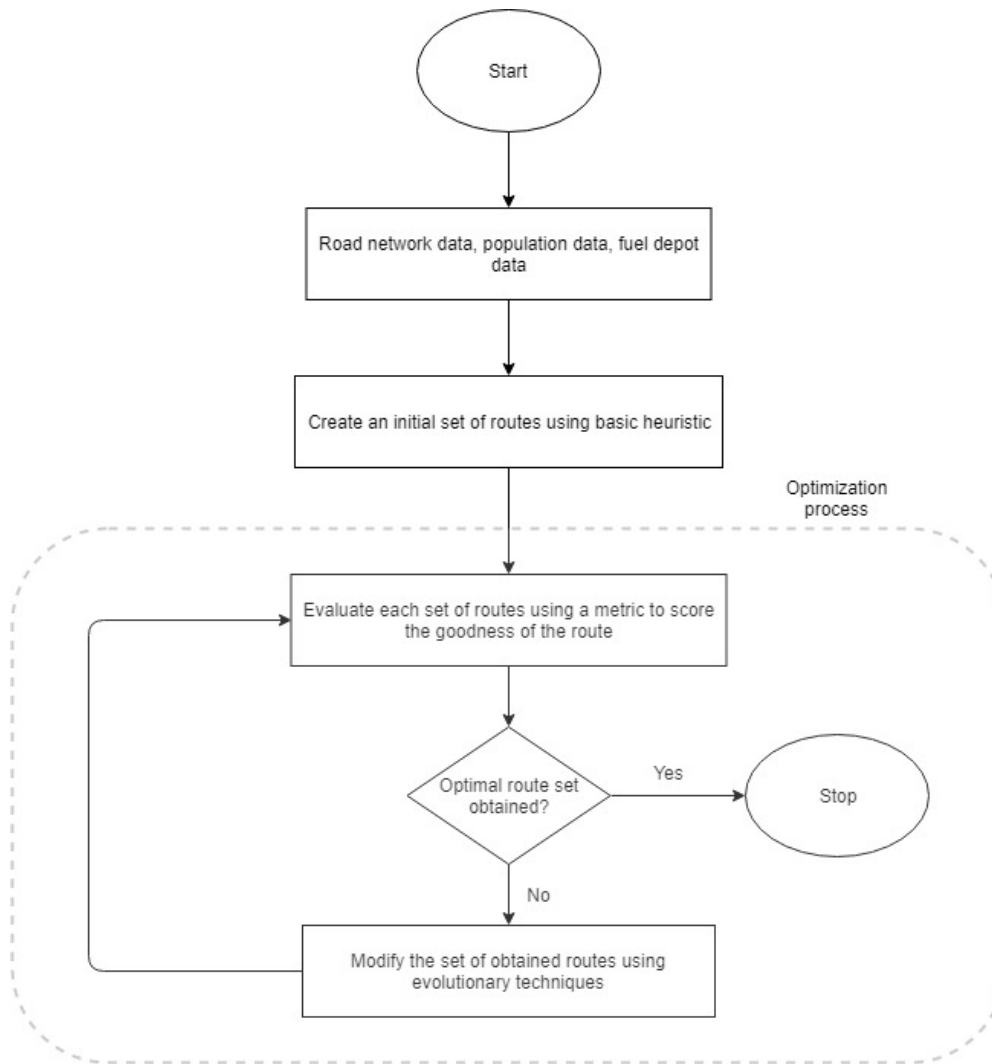 Start
Road network data, population data, fuel depot
data
Create an initial set of routes using basic heuristic
Optimization
process
Evaluate each set of routes using a metric to score
the goodness of the route
Optimal route set
obtained?
Yes
Stop
No
Modify the set of obtained routes using
evolutionary techniques